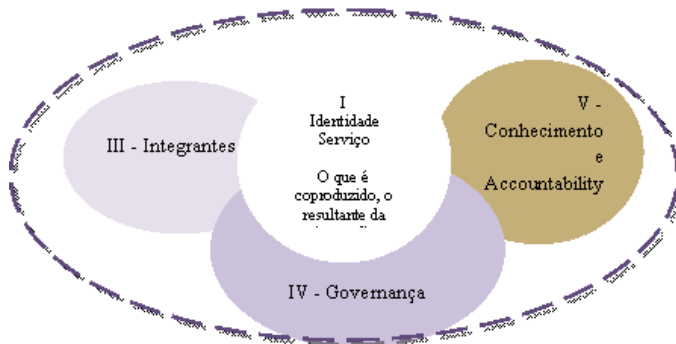 I
Identidade
Serviço
O que é
coproduzido, o
resultante da
III - Integrantes
V -
Conhecimento
e
Accountability
IV - Governança